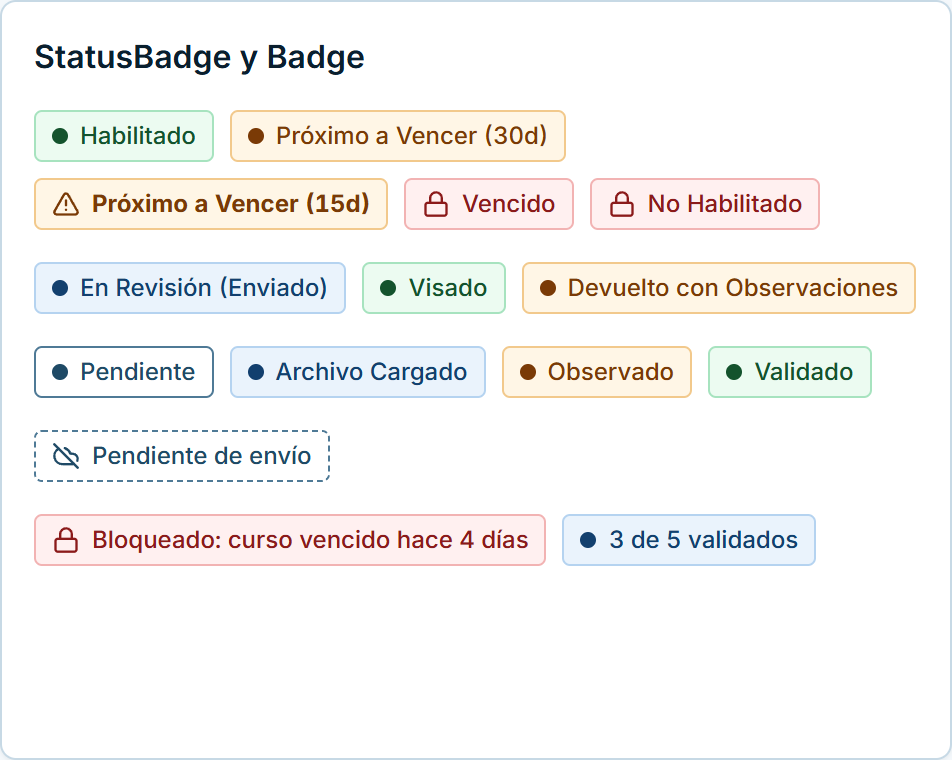 StatusBadge y Badge
Habilitado Próximo a Vencer (30d)
Próximo a Vencer (15d) Vencido No Habilitado
En Revisión (Enviado) Visado Devuelto con Observaciones
Pendiente Archivo Cargado Observado Validado
Pendiente de envío
Bloqueado: curso vencido hace 4 días 3 de 5 validados